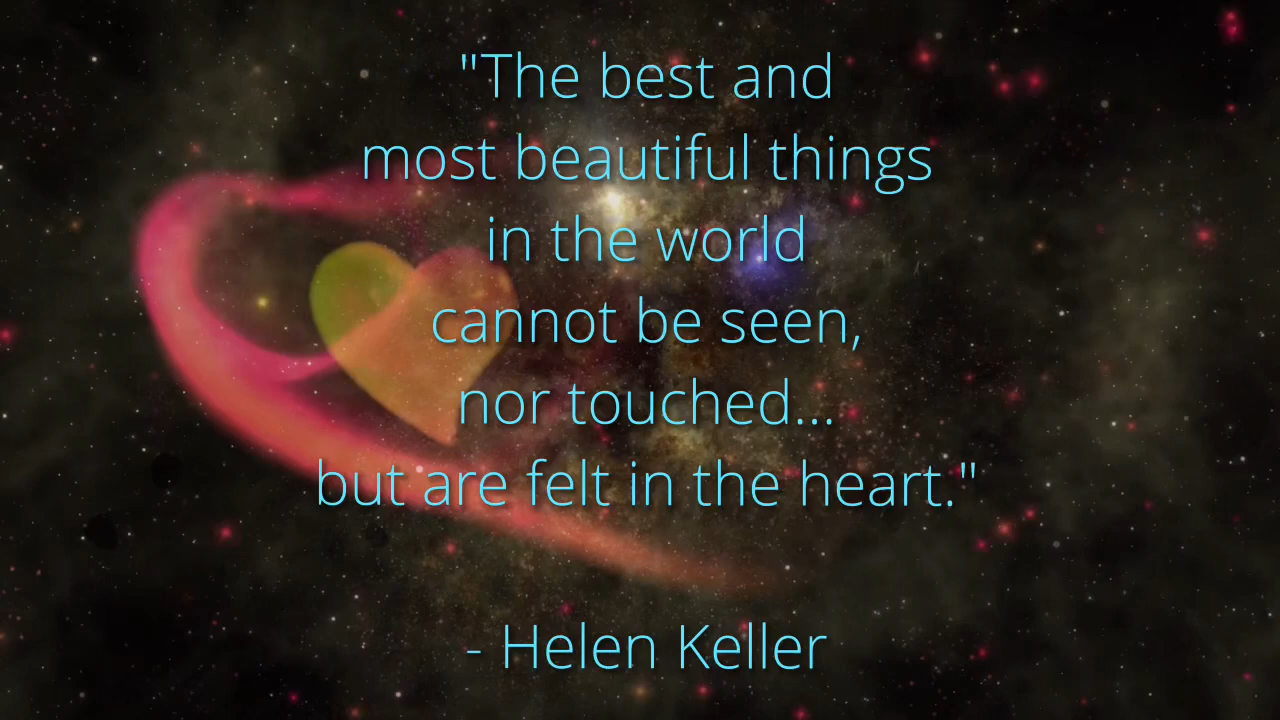 "The best and
most beautiful things
in the world
cannot be seen,
nor touched...
but are felt in the heart."
- Helen Keller